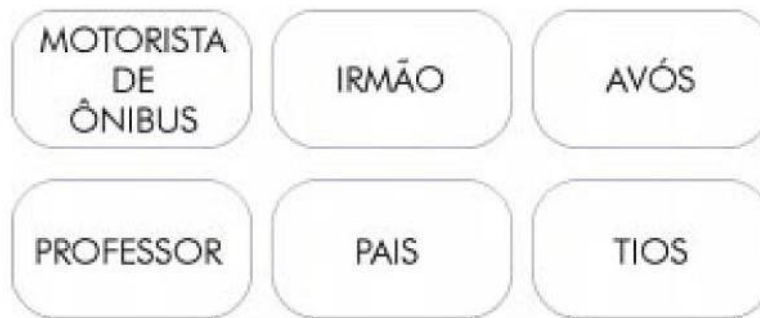 MOTORISTA
DE
ÔNIBUS
IRMÃO
AVÓS
PROFESSOR
PAIS
TIOS